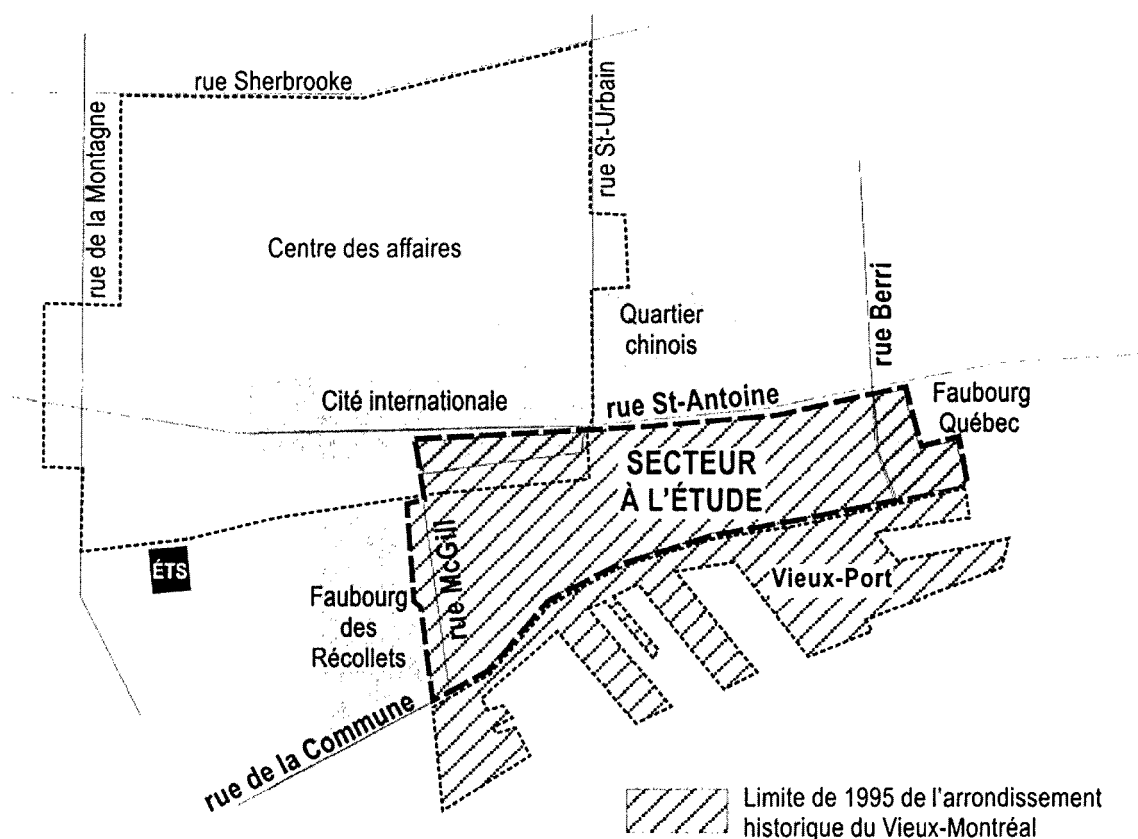 rue Sherbrooke
rue de la Montagne
rue St-Urbain
Centre des affaires
Quartier
chinois
rue Berri
Cité internationale
rue St-Antoine
Faubourg
Québec
SECTEUR
À L'ÉTUDE
ÉTS
rue McGill
Vieux-Port
Faubourg
des
Récollets
rue de la Commune
Limite de 1995 de l'arrondissement
historique du Vieux-Montréal